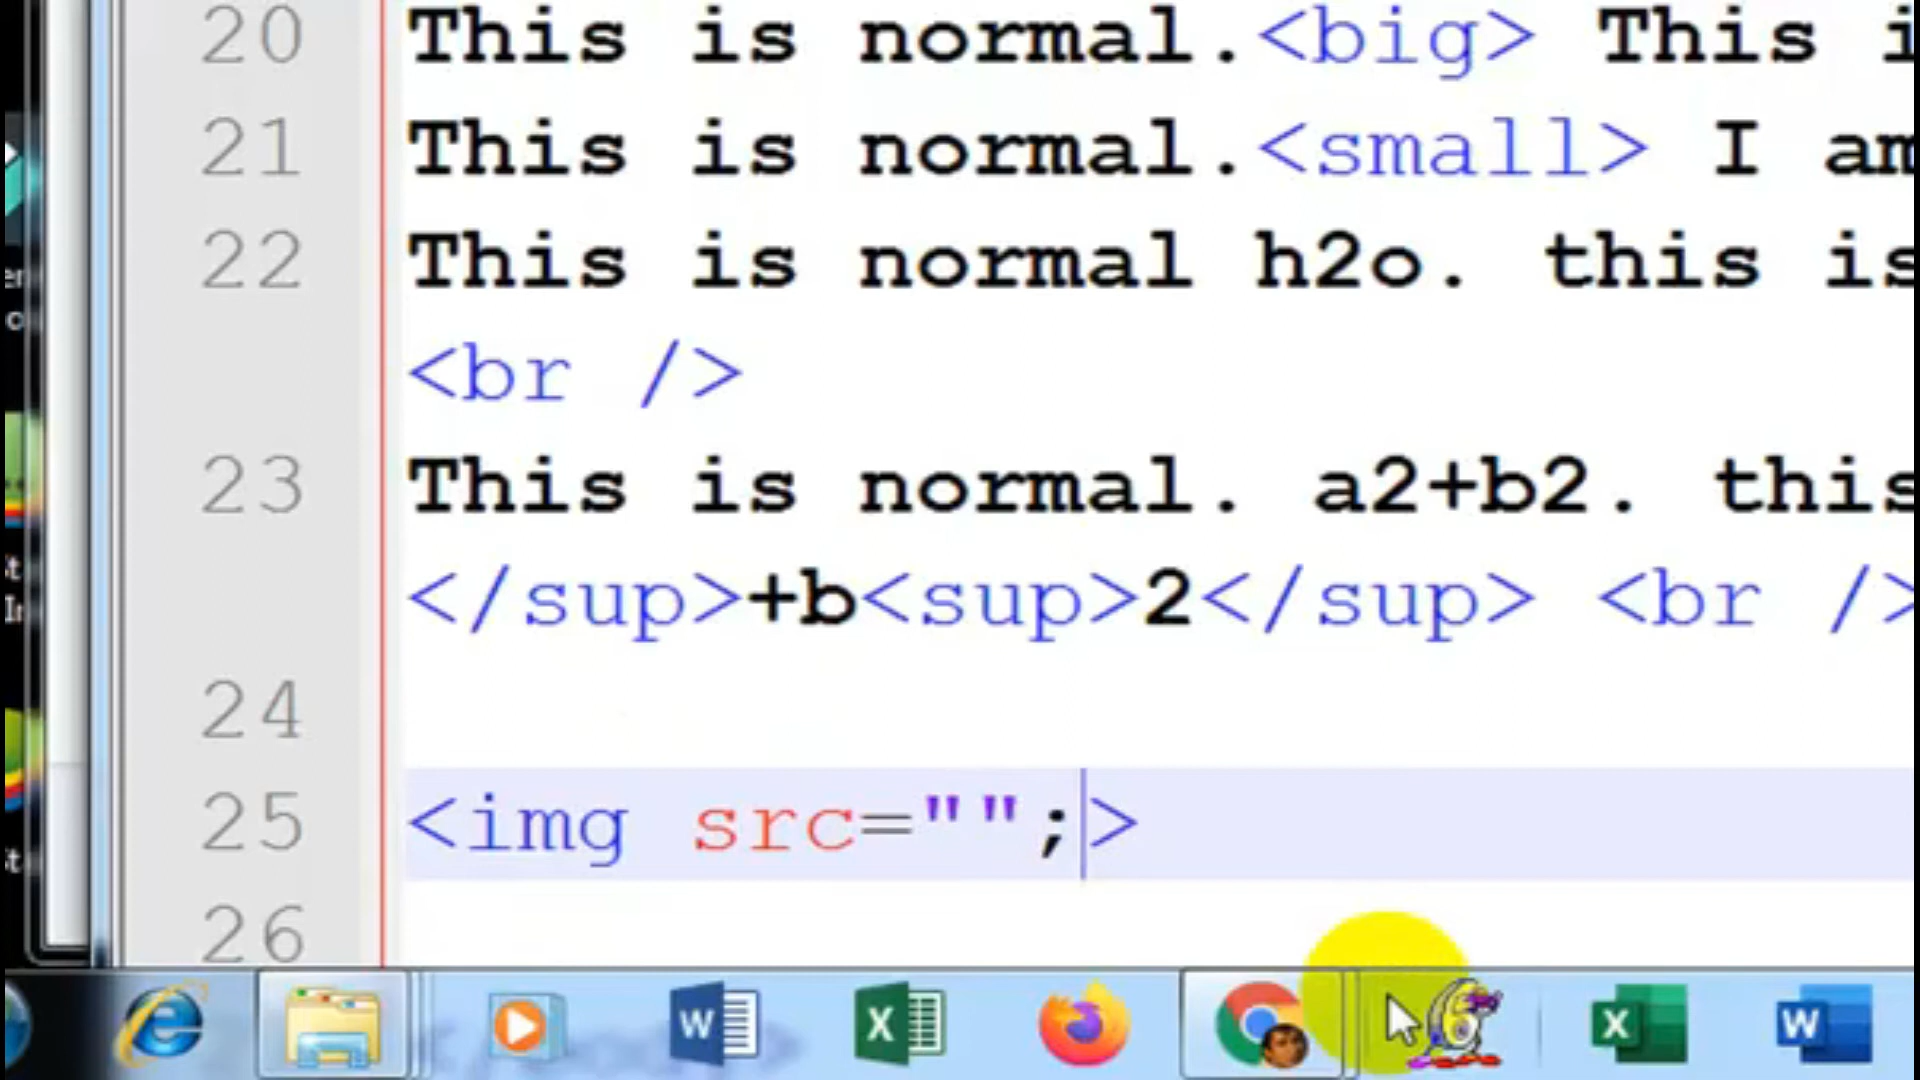 20 This is normal.<big> This i
21 This is normal.<small> I am
22 This is normal h2o. this is
<br />
23 This is normal. a2+b2. this
</sup>+b<sup>2</sup> <br />
24
25 <img src="";>
26